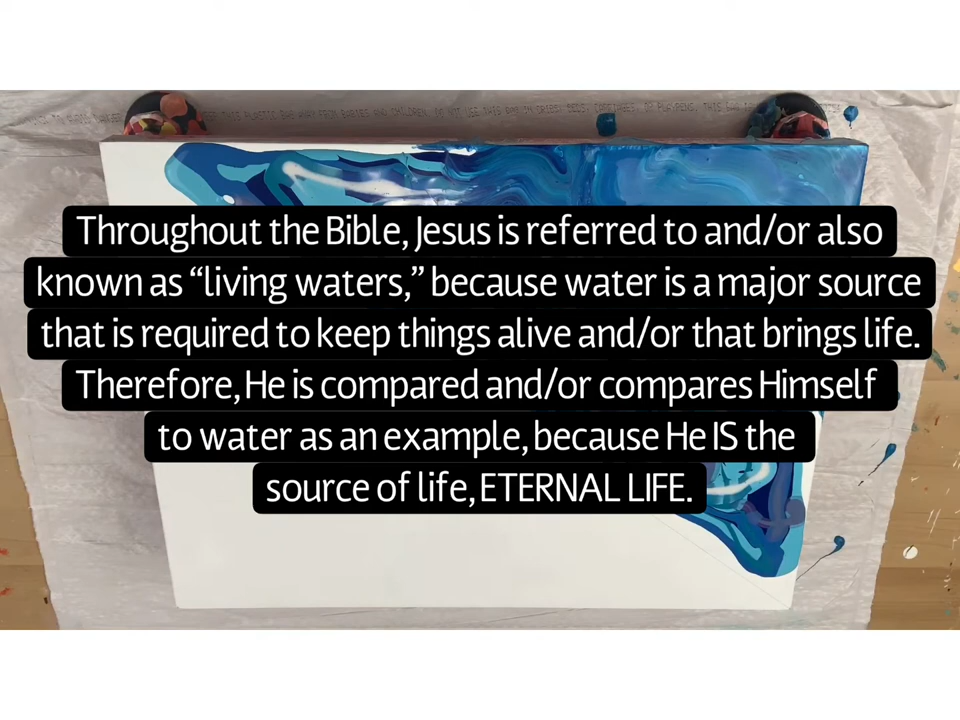 Throughout the Bible, Jesus is referred to and/or also
known as “living waters,” because water is a major source
that is required to keep things alive and/or that brings life.
Therefore, He is compared and/or compares Himself
to water as an example, because He IS the
source of life, ETERNAL LIFE.